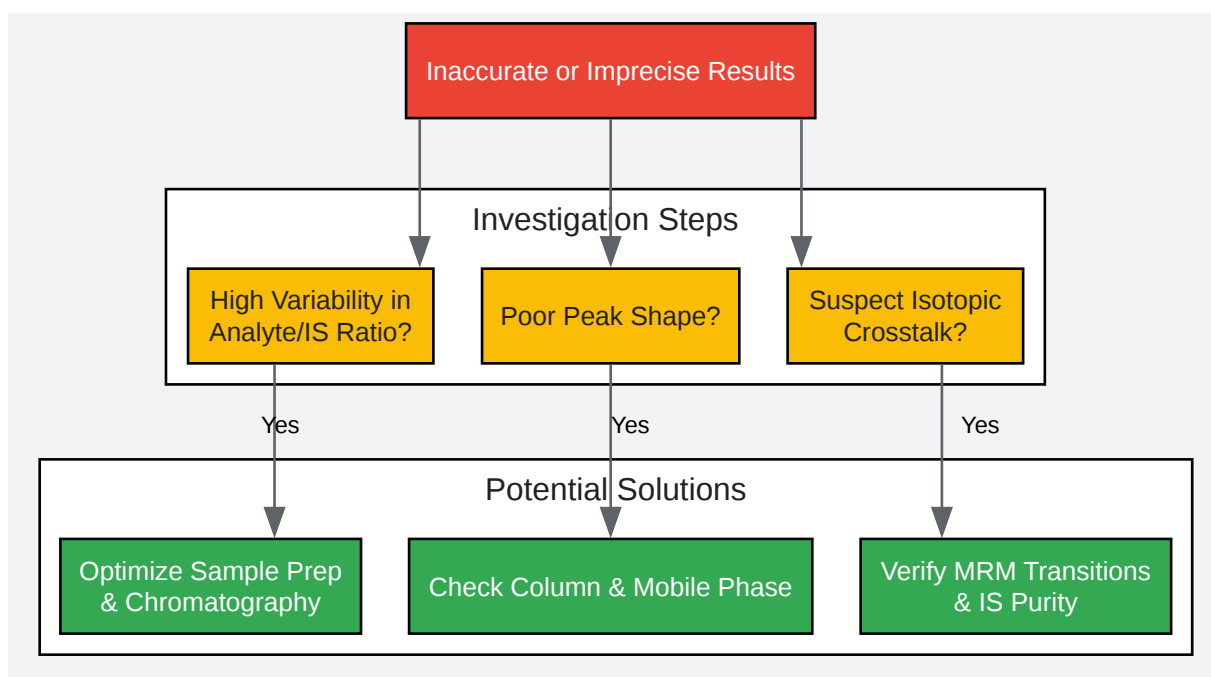 Inaccurate or Imprecise Results
Investigation Steps
High Variability in
Analyte/IS Ratio?
Poor Peak Shape?
Suspect Isotopic
Crosstalk?
Yes
Yes
Yes
Potential Solutions
Optimize Sample Prep
& Chromatography
Check Column & Mobile Phase
Verify MRM Transitions
& IS Purity